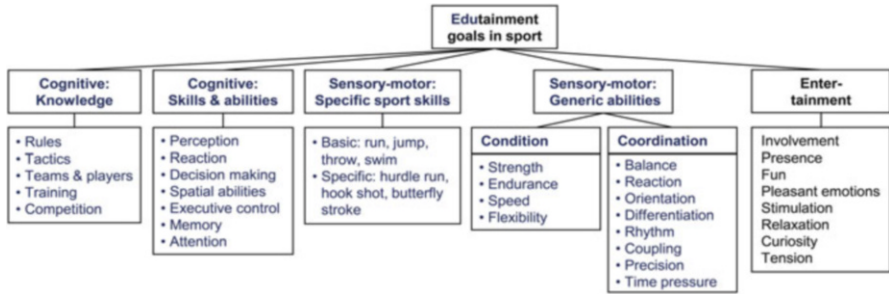 Edutainment
goals in sport
Cognitive:
Knowledge
• Rules
• Tactics
• Teams & players
• Training
• Competition
Cognitive:
Skills & abilities
• Perception
• Reaction
• Decision making
• Spatial abilities
• Executive control
• Memory
• Attention
Sensory-motor:
Specific sport skills
• Basic: run, jump,
throw, swim
• Specific: hurdle run,
hook shot, butterfly
stroke
Sensory-motor:
Generic abilities
Condition
• Strength
• Endurance
• Speed
• Flexibility
Coordination
• Balance
• Reaction
• Orientation
• Differentiation
• Rhythm
• Coupling
• Precision
• Time pressure
Enter-
tainment
Involvement
Presence
Fun
Pleasant emotions
Stimulation
Relaxation
Curiosity
Tension